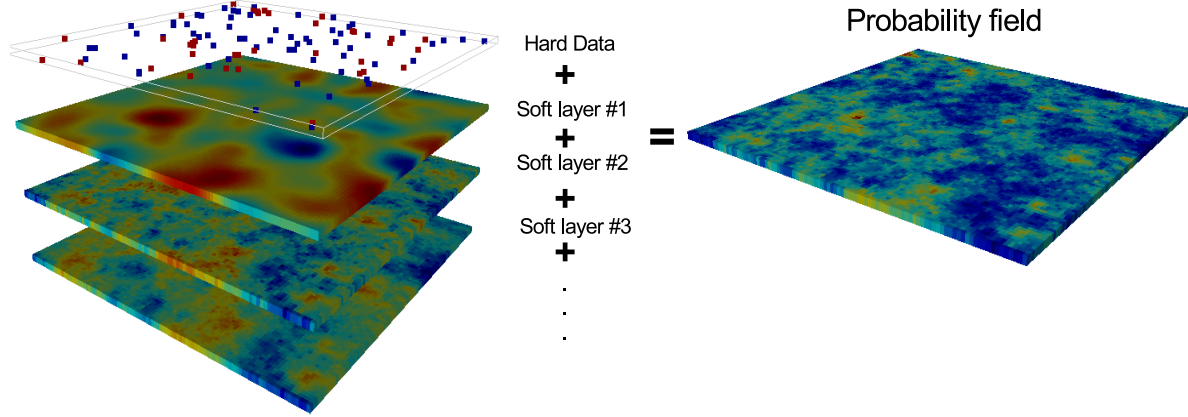 Hard Data
+
Soft layer #1
+
Soft layer #2
+
Soft layer #3
+
.
.
.
=
Probability field